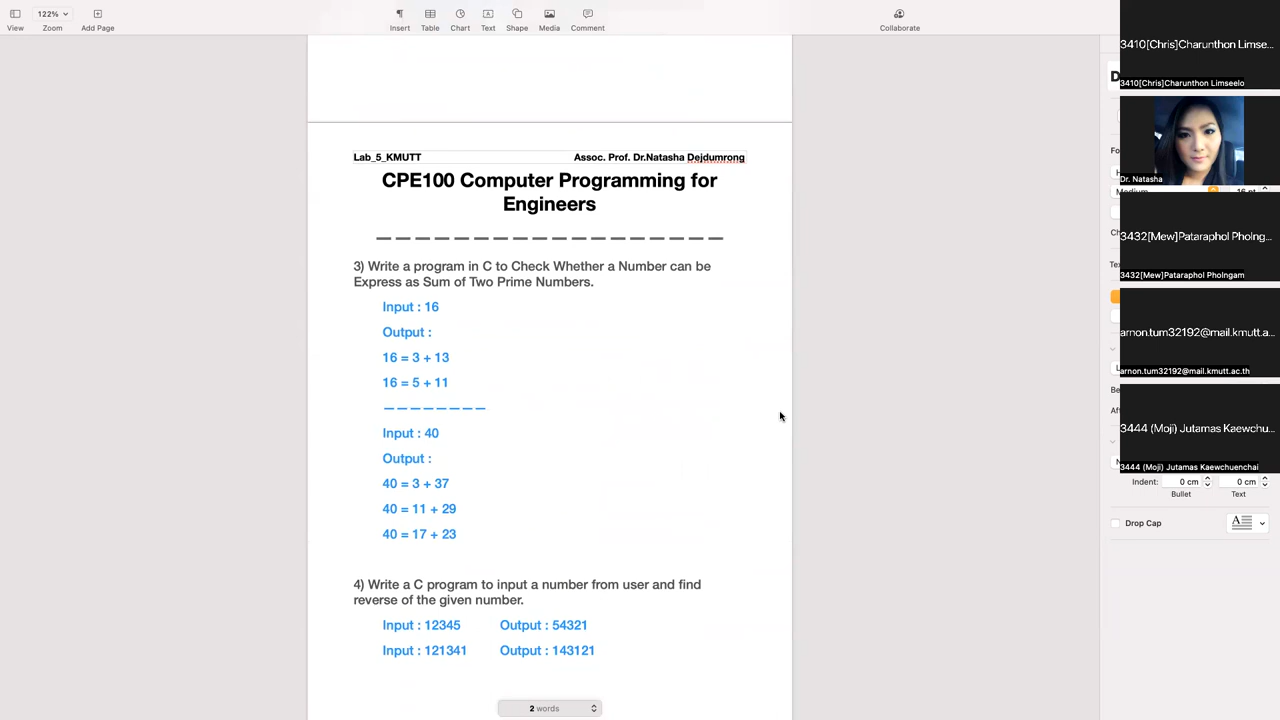 122%
View
Zoom
Add Page
Insert
Table
Chart
Text
Shape
Media
Comment
Collaborate
Lab_5_KMUTT
Assoc. Prof. Dr.Natasha Dejdumrong
CPE100 Computer Programming for
Engineers
3) Write a program in C to Check Whether a Number can be
Express as Sum of Two Prime Numbers.
Input : 16
Output :
16 = 3 + 13
16 = 5 + 11
Input : 40
Output :
40 = 3 + 37
40 = 11 + 29
40 = 17 + 23
4) Write a C program to input a number from user and find
reverse of the given number.
Input : 12345 Output : 54321
Input : 121341 Output : 143121
2 words
3410[Chris]Charunthon Limse...
3410[Chris]Charunthon Limseelo
Dr. Natasha
3432[Mew]Pataraphol Pholng...
3432[Mew]Pataraphol Pholngam
arnon.tum32192@mail.kmutt...
arnon.tum32192@mail.kmutt.ac.th
3444 (Moji) Jutamas Kaewchu...
3444 (Moji) Jutamas Kaewchuenchai
Indent:
0 cm
0 cm
Bullet
Text
Drop Cap